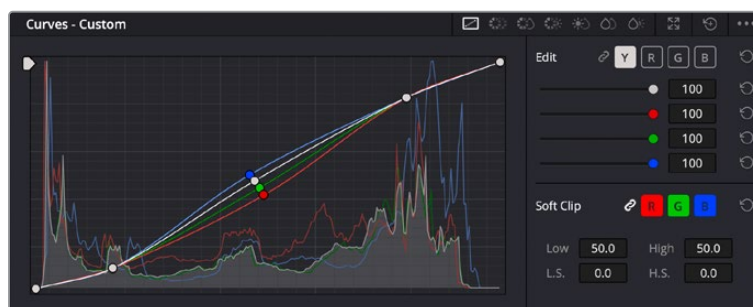 Curves - Custom
Edit Y R G B
100
100
100
100
Soft Clip R G B
Low 50.0 High 50.0
L.S. 0.0 H.S. 0.0